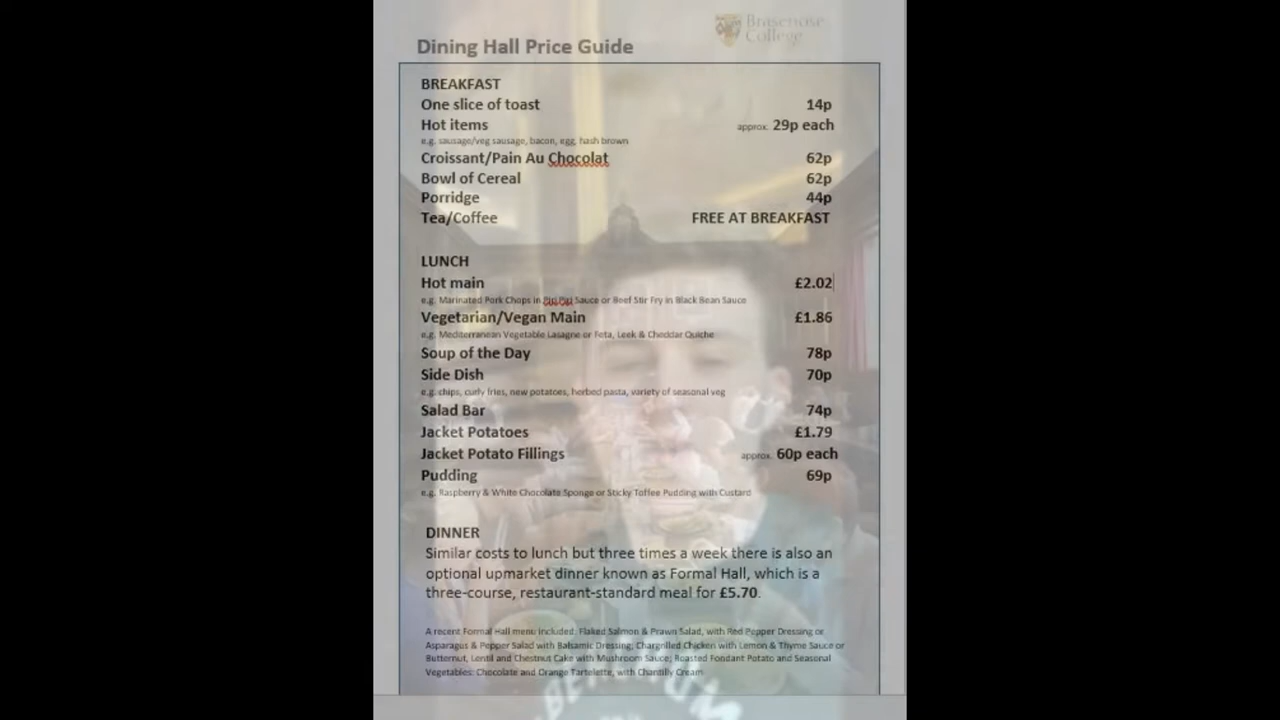 Brasenose
College
Dining Hall Price Guide
BREAKFAST
One slice of toast 14p
Hot items approx. 29p each
e.g. sausage/veg sausage, bacon, egg, hash brown
Croissant/Pain Au Chocolat 62p
Bowl of Cereal 62p
Porridge 44p
Tea/Coffee FREE AT BREAKFAST
LUNCH
Hot main £2.02
e.g. Marinated Pork Chops in Piri Piri Sauce or Beef Stir Fry in Black Bean Sauce
Vegetarian/Vegan Main £1.86
e.g. Mediterranean Vegetable Lasagne or Feta, Leek & Cheddar Quiche
Soup of the Day 78p
Side Dish 70p
e.g. chips, curly fries, new potatoes, herbed pasta, variety of seasonal veg
Salad Bar 74p
Jacket Potatoes £1.79
Jacket Potato Fillings approx. 60p each
Pudding 69p
e.g. Raspberry & White Chocolate Sponge or Sticky Toffee Pudding with Custard
DINNER
Similar costs to lunch but three times a week there is also an
optional upmarket dinner known as Formal Hall, which is a
three-course, restaurant-standard meal for £5.70.
A recent Formal Hall menu included: Flaked Salmon & Prawn Salad, with Red Pepper Dressing or
Asparagus & Pepper Salad with Balsamic Dressing; Chargrilled Chicken with Lemon & Thyme Sauce or
Butternut, Lentil and Chestnut Cake with Mushroom Sauce; Roasted Fondant Potato and Seasonal
Vegetables; Chocolate and Orange Tartelette, with Chantilly Cream